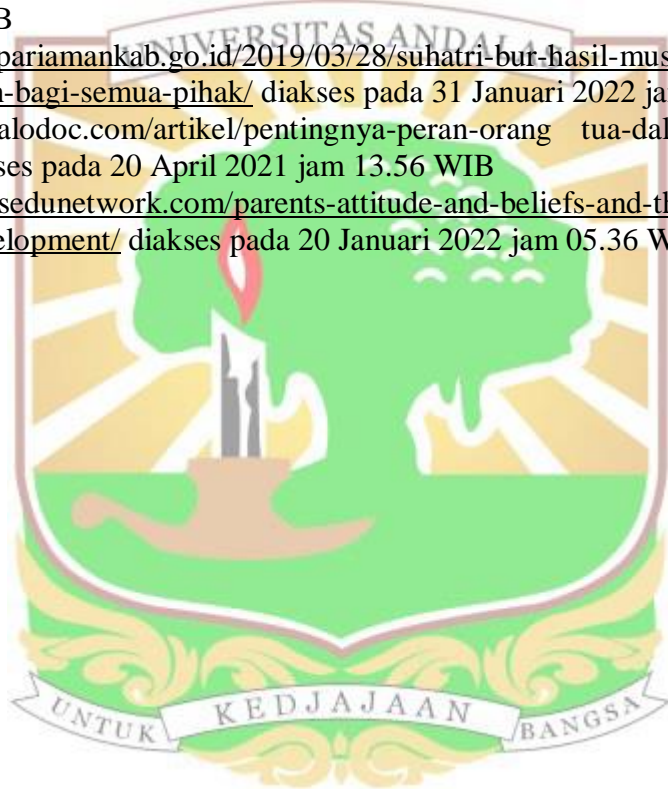 B
UNIVERSITAS ANDALAS
pariamankab.go.id/2019/03/28/suhatri-bur-hasil-mus
n-bagi-semua-pihak/ diakses pada 31 Januari 2022 ja
alodoc.com/artikel/pentingnya-peran-orang tua-dal
ses pada 20 April 2021 jam 13.56 WIB
sedunetwork.com/parents-attitude-and-beliefs-and-th
elopment/ diakses pada 20 Januari 2022 jam 05.36 W
UNTUK KEDJAJAAN BANGSA